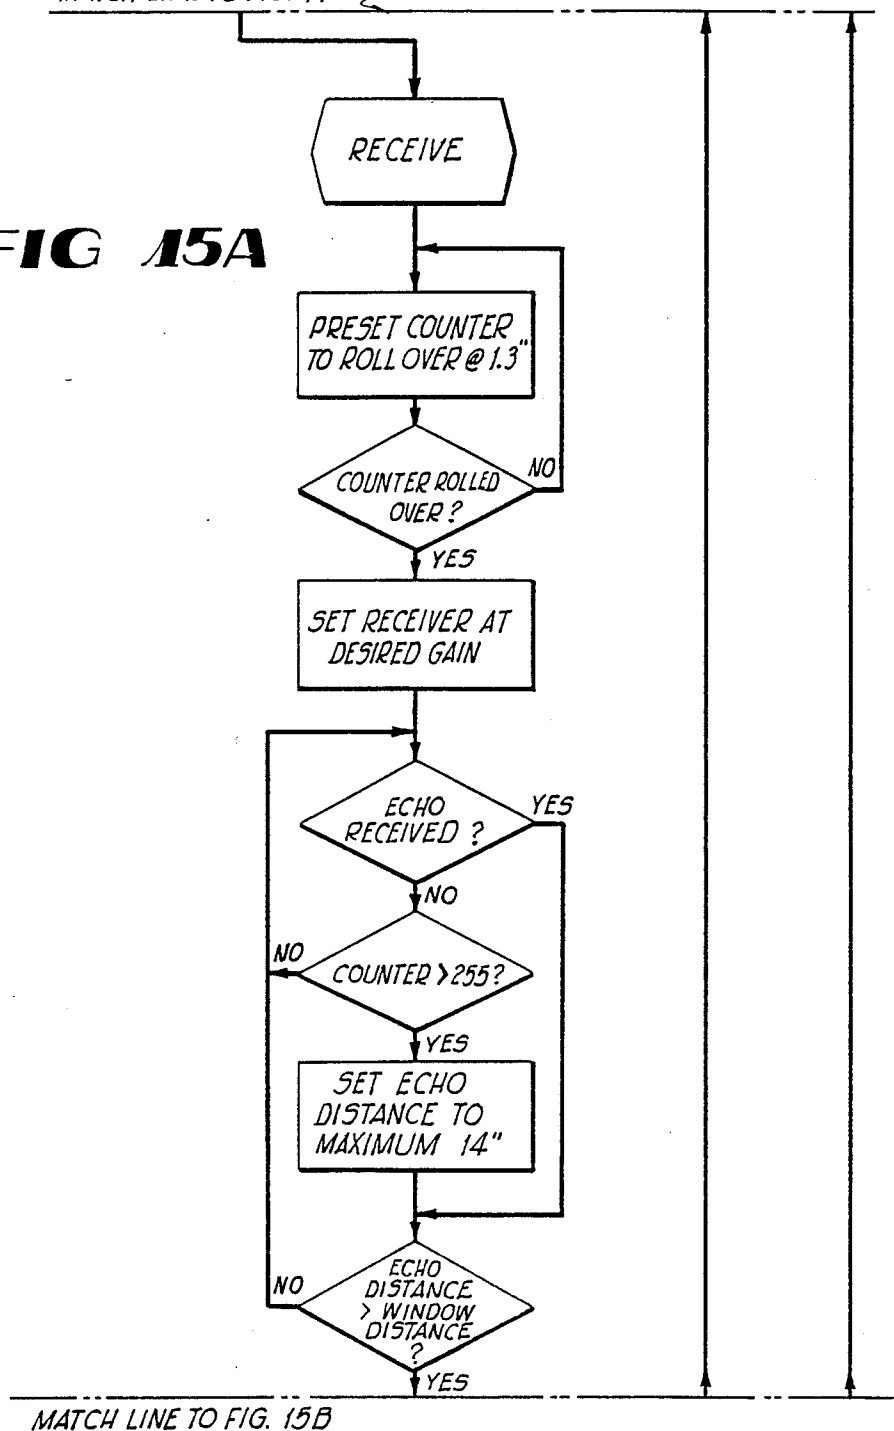 RECEIVE
FIG 15A
PRESET COUNTER
TO ROLL OVER @ 1.3"
COUNTER ROLLED
OVER ?
NO
YES
SET RECEIVER AT
DESIRED GAIN
ECHO
RECEIVED ?
YES
NO
COUNTER > 255?
NO
YES
SET ECHO
DISTANCE TO
MAXIMUM 14"
ECHO
DISTANCE
> WINDOW
DISTANCE
?
NO
YES
MATCH LINE TO FIG. 15B